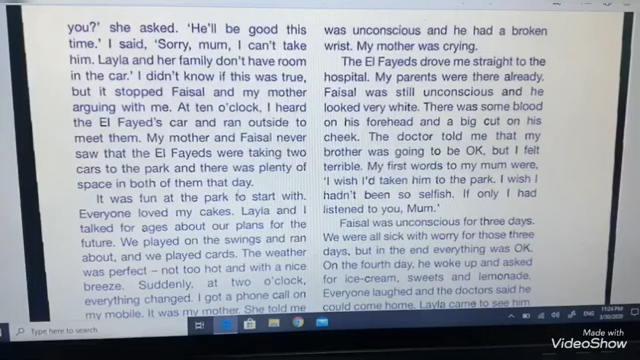 you?' she asked. 'He'll be good this
time.' I said, 'Sorry, mum, I can't take
him. Layla and her family don't have room
in the car.' I didn't know if this was true,
but it stopped Faisal and my mother
arguing with me. At ten o'clock, I heard
the El Fayed's car and ran outside to
meet them. My mother and Faisal never
saw that the El Fayeds were taking two
cars to the park and there was plenty of
space in both of them that day.
It was fun at the park to start with.
Everyone loved my cakes. Layla and I
talked for ages about our plans for the
future. We played on the swings and ran
about, and we played cards. The weather
was perfect – not too hot and with a nice
breeze. Suddenly, at two o'clock,
everything changed. I got a phone call on
my mobile. It was my mother. She told me
was unconscious and he had a broken
wrist. My mother was crying.
The El Fayeds drove me straight to the
hospital. My parents were there already.
Faisal was still unconscious and he
looked very white. There was some blood
on his forehead and a big cut on his
cheek. The doctor told me that my
brother was going to be OK, but I felt
terrible. My first words to my mum were,
'I wish I'd taken him to the park. I wish I
hadn't been so selfish. If only I had
listened to you, Mum.'
Faisal was unconscious for three days.
We were all sick with worry for those three
days, but in the end everything was OK.
On the fourth day, he woke up and asked
for ice-cream, sweets and lemonade.
Everyone laughed and the doctors said he
could come home. Layla came to see him
Type here to search
11:24 PM
3/30/2020
Made with
VideoShow